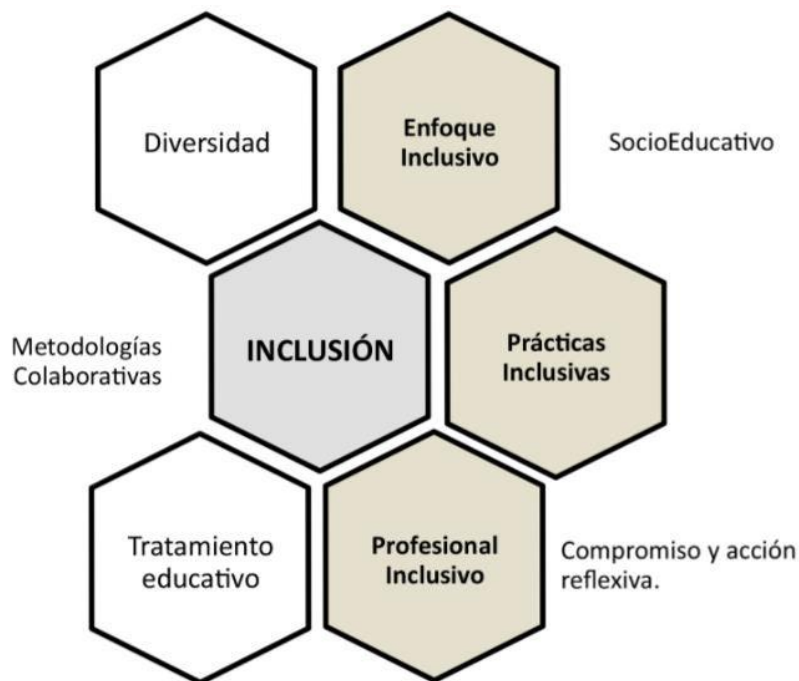 Diversidad
Enfoque
Inclusivo
SocioEducativo
Metodologías
Colaborativas
INCLUSIÓN
Prácticas
Inclusivas
Tratamiento
educativo
Profesional
Inclusivo
Compromiso y acción
reflexiva.